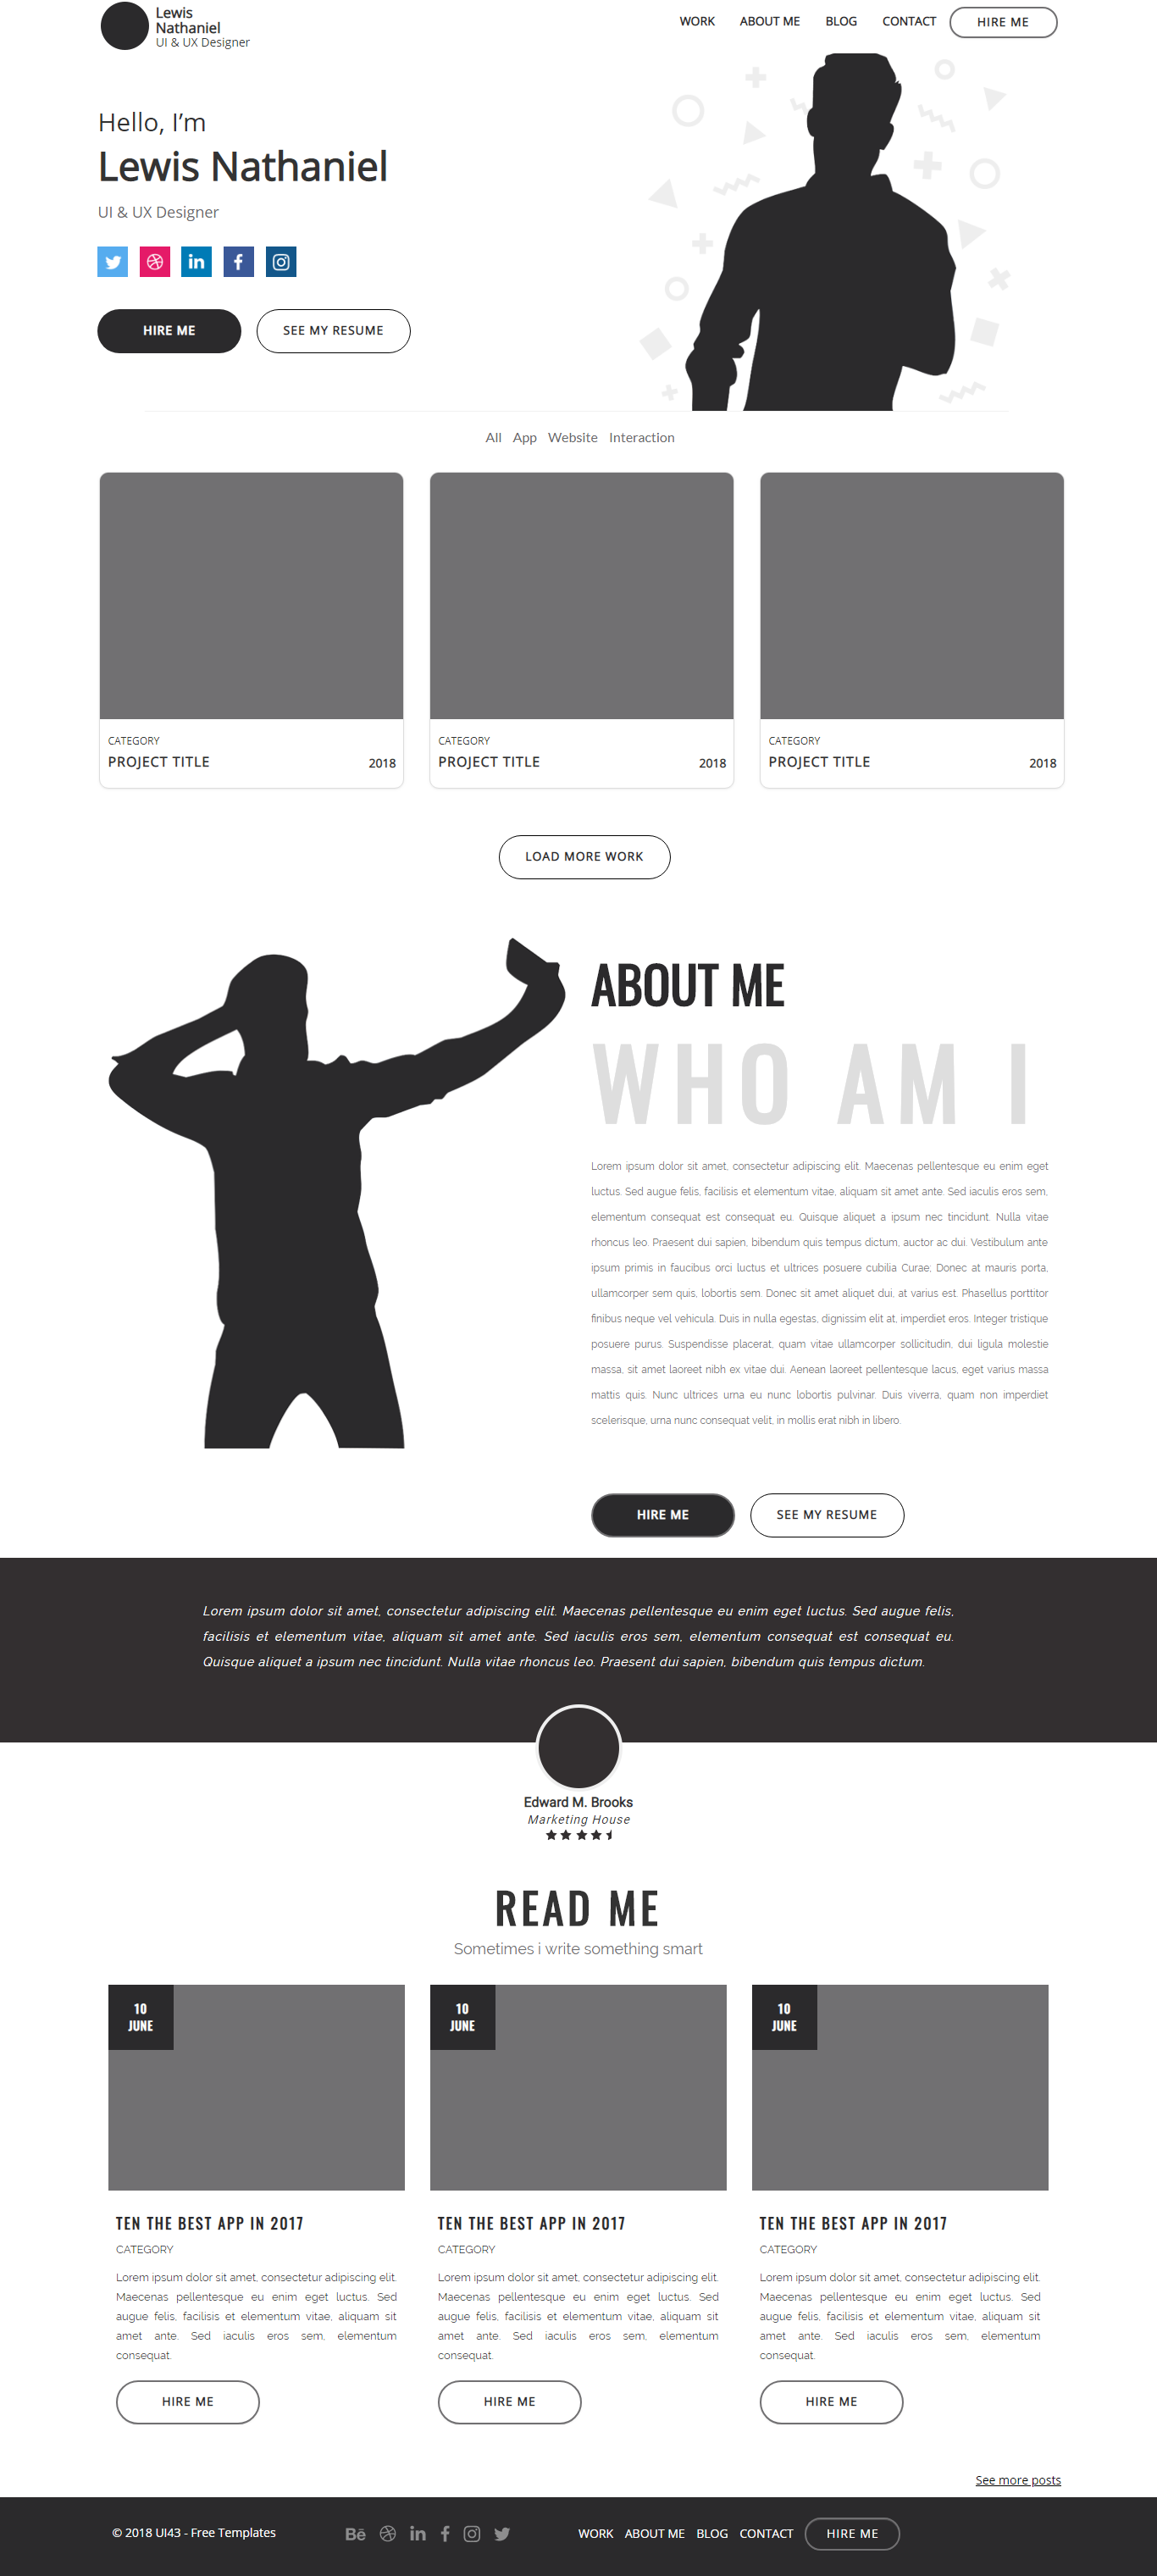 Lewis
Nathaniel
UI & UX Designer
WORK ABOUT ME BLOG CONTACT HIRE ME
Hello, I'm
Lewis Nathaniel
UI & UX Designer
HIRE ME SEE MY RESUME
All App Website Interaction
CATEGORY
PROJECT TITLE 2018
CATEGORY
PROJECT TITLE 2018
CATEGORY
PROJECT TITLE 2018
LOAD MORE WORK
ABOUT ME
WHO AM I
Lorem ipsum dolor sit amet, consectetur adipiscing elit. Maecenas pellentesque eu enim eget
luctus. Sed augue felis, facilisis et elementum vitae, aliquam sit amet ante. Sed iaculis eros sem,
elementum consequat est consequat eu. Quisque aliquet a ipsum nec tincidunt. Nulla vitae
rhoncus leo. Praesent dui sapien, bibendum quis tempus dictum, auctor ac dui. Vestibulum ante
ipsum primis in faucibus orci luctus et ultrices posuere cubilia Curae; Donec at mauris porta,
ullamcorper sem quis, lobortis sem. Donec sit amet aliquet dui, at varius est. Phasellus porttitor
finibus neque vel vehicula. Duis in nulla egestas, dignissim elit at, imperdiet eros. Integer tristique
posuere purus. Suspendisse placerat, quam vitae ullamcorper sollicitudin, dui ligula molestie
massa, sit amet laoreet nibh ex vitae dui. Aenean laoreet pellentesque lacus, eget varius massa
mattis quis. Nunc ultrices urna eu nunc lobortis pulvinar. Duis viverra, quam non imperdiet
scelerisque, urna nunc consequat velit, in mollis erat nibh in libero.
HIRE ME SEE MY RESUME
Lorem ipsum dolor sit amet, consectetur adipiscing elit. Maecenas pellentesque eu enim eget luctus. Sed augue felis,
facilisis et elementum vitae, aliquam sit amet ante. Sed iaculis eros sem, elementum consequat est consequat eu.
Quisque aliquet a ipsum nec tincidunt. Nulla vitae rhoncus leo. Praesent dui sapien, bibendum quis tempus dictum.
Edward M. Brooks
Marketing House
READ ME
Sometimes i write something smart
10
JUNE
TEN THE BEST APP IN 2017
CATEGORY
Lorem ipsum dolor sit amet, consectetur adipiscing elit.
Maecenas pellentesque eu enim eget luctus. Sed
augue felis, facilisis et elementum vitae, aliquam sit
amet ante. Sed iaculis eros sem, elementum
consequat.
HIRE ME
10
JUNE
TEN THE BEST APP IN 2017
CATEGORY
Lorem ipsum dolor sit amet, consectetur adipiscing elit.
Maecenas pellentesque eu enim eget luctus. Sed
augue felis, facilisis et elementum vitae, aliquam sit
amet ante. Sed iaculis eros sem, elementum
consequat.
HIRE ME
10
JUNE
TEN THE BEST APP IN 2017
CATEGORY
Lorem ipsum dolor sit amet, consectetur adipiscing elit.
Maecenas pellentesque eu enim eget luctus. Sed
augue felis, facilisis et elementum vitae, aliquam sit
amet ante. Sed iaculis eros sem, elementum
consequat.
HIRE ME
See more posts
© 2018 UI43 - Free Templates WORK ABOUT ME BLOG CONTACT HIRE ME